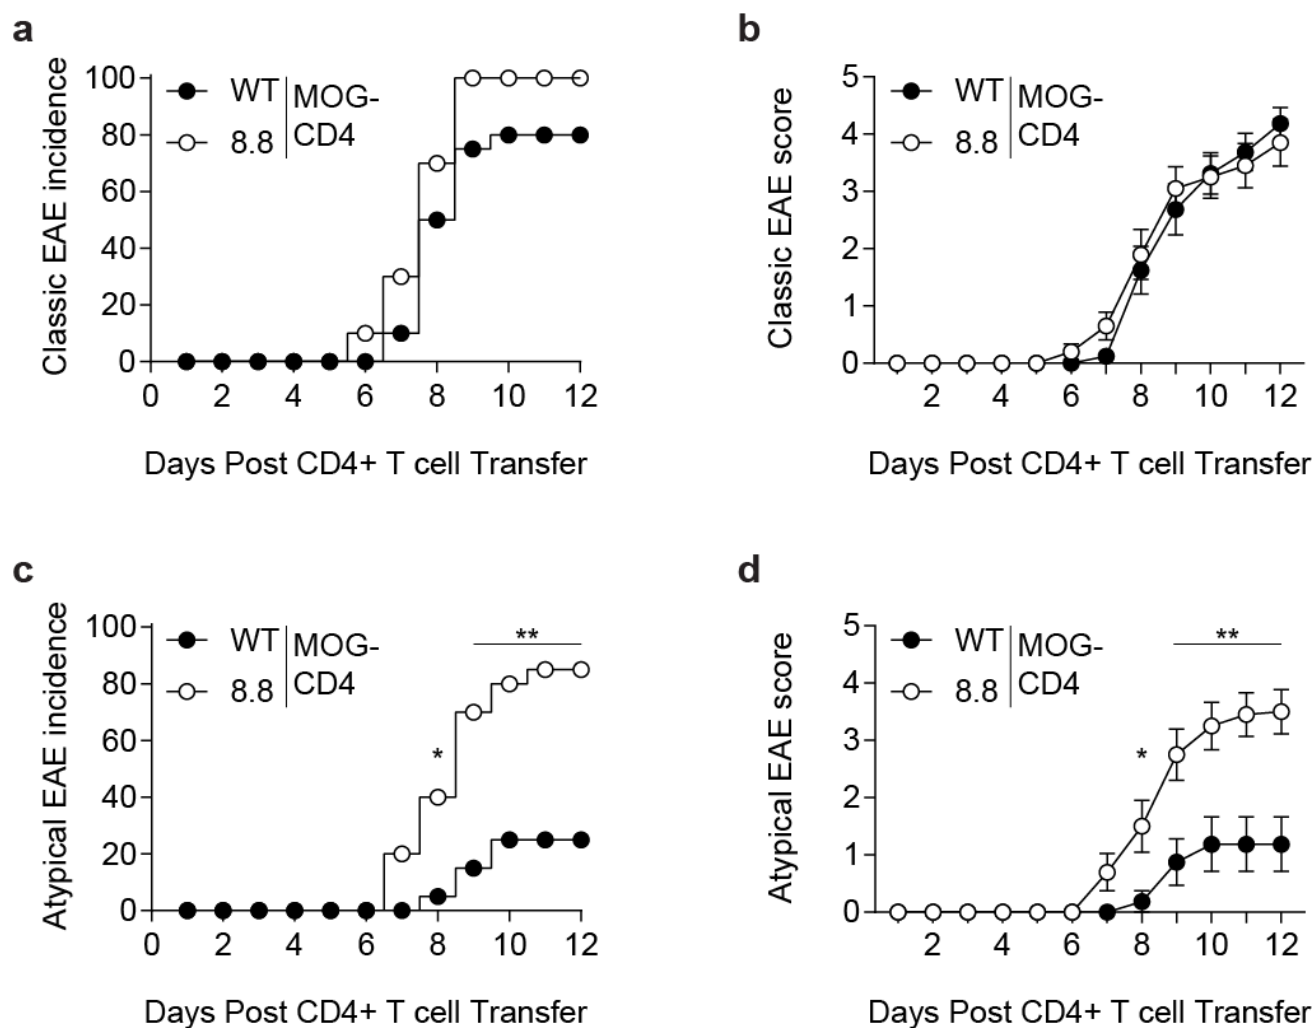 a
Classic EAE incidence
100
80
60
40
20
0
WT
8.8
MOG-
CD4
0 2 4 6 8 10 12
Days Post CD4+ T cell Transfer
b
Classic EAE score
5
4
3
2
1
0
WT
8.8
MOG-
CD4
2 4 6 8 10 12
Days Post CD4+ T cell Transfer
c
Atypical EAE incidence
100
80
60
40
20
0
WT
8.8
MOG-
CD4
*
**
0 2 4 6 8 10 12
Days Post CD4+ T cell Transfer
d
Atypical EAE score
5
4
3
2
1
0
WT
8.8
MOG-
CD4
*
**
2 4 6 8 10 12
Days Post CD4+ T cell Transfer